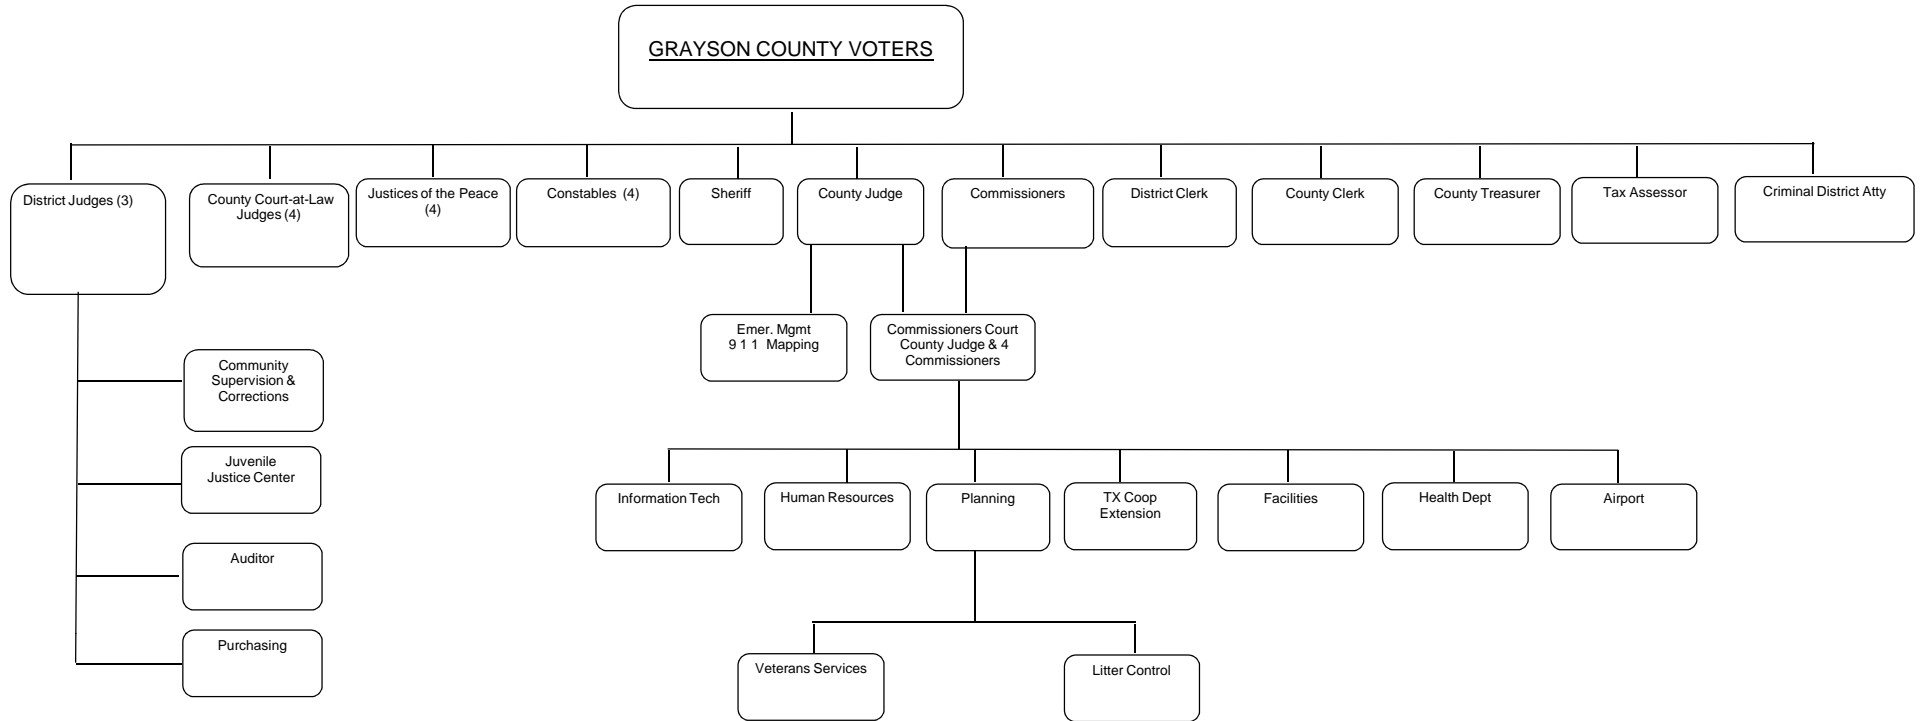 GRAYSON COUNTY VOTERS
District Judges (3)
County Court-at-Law
Judges (4)
Justices of the Peace
(4)
Constables (4)
Sheriff
County Judge
Commissioners
District Clerk
County Clerk
County Treasurer
Tax Assessor
Criminal District Atty
Emer. Mgmt
9 1 1 Mapping
Commissioners Court
County Judge & 4
Commissioners
Community
Supervision &
Corrections
Juvenile
Justice Center
Auditor
Purchasing
Information Tech
Human Resources
Planning
TX Coop
Extension
Facilities
Health Dept
Airport
Veterans Services
Litter Control